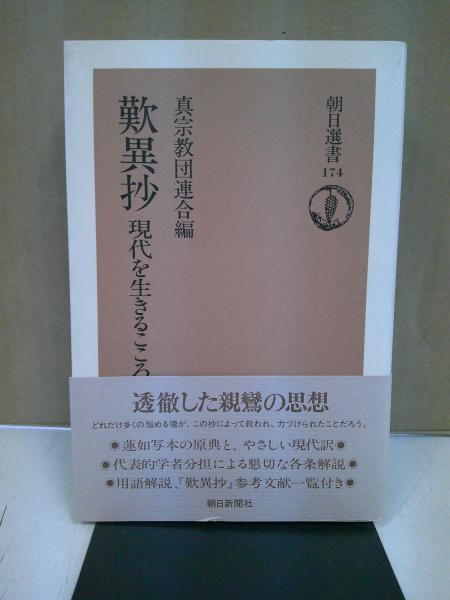 朝日選書
174
真宗教団連合編
歎異抄
現代を生きるこころ
透徹した親鸞の思想
どれだけ多くの悩める魂が、この抄によって救われ、力づけられたことだろう。
●蓮如写本の原典と、やさしい現代訳●
●代表的学者分担による懇切な各条解説●
●用語解説、『歎異抄』参考文献一覧付き●
朝日新聞社